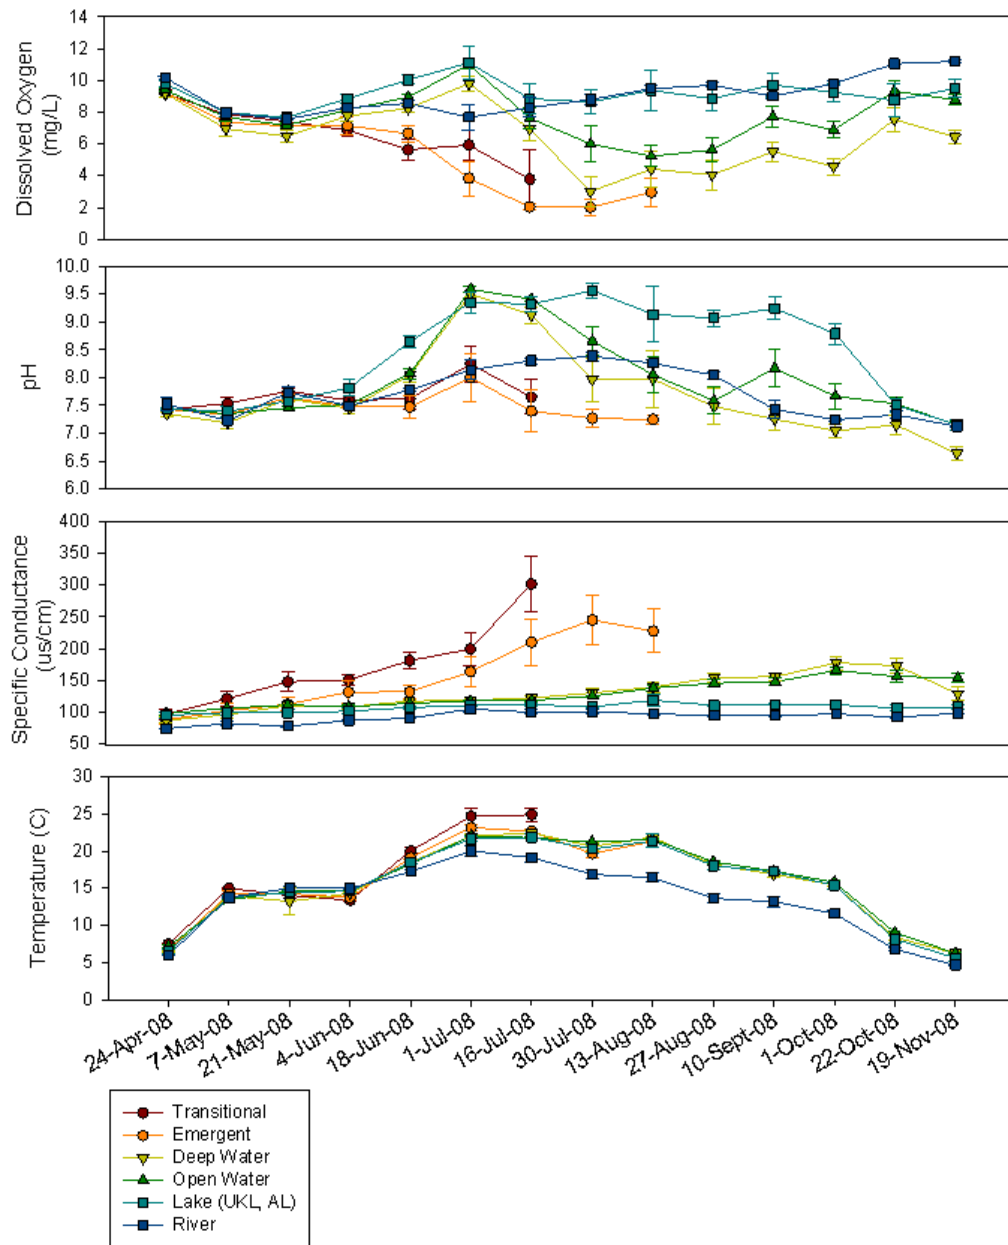 Dissolved Oxygen
(mg/L)
14
12
10
8
6
4
2
0
pH
10.0
9.5
9.0
8.5
8.0
7.5
7.0
6.5
6.0
Specific Conductance
(us/cm)
400
350
300
250
200
150
100
50
Temperature (C)
30
25
20
15
10
5
0
24-Apr-08
7-May-08
21-May-08
4-Jun-08
18-Jun-08
1-Jul-08
16-Jul-08
30-Jul-08
13-Aug-08
27-Aug-08
10-Sept-08
1-Oct-08
22-Oct-08
19-Nov-08
Transitional
Emergent
Deep Water
Open Water
Lake (UKL, AL)
River